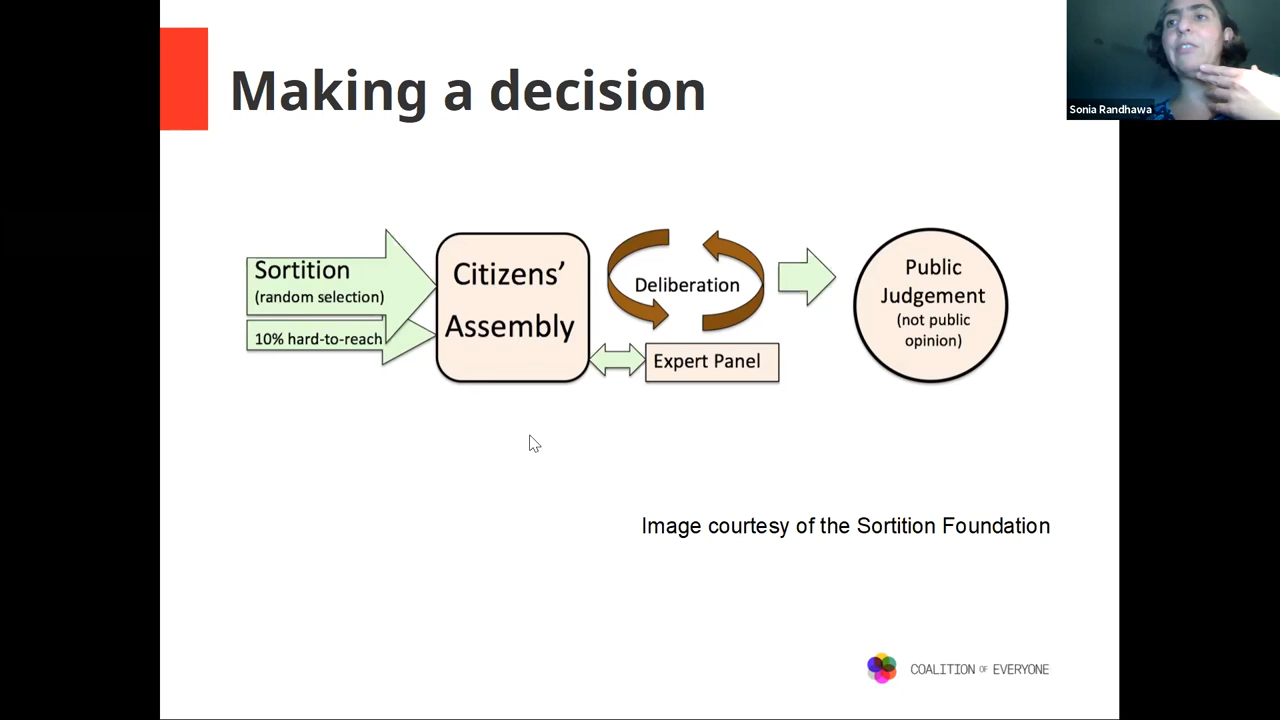 Making a decision
Sonia Randhawa
Sortition
(random selection)
10% hard-to-reach
Citizens’
Assembly
Deliberation
Expert Panel
Public
Judgement
(not public
opinion)
Image courtesy of the Sortition Foundation
COALITION OF EVERYONE